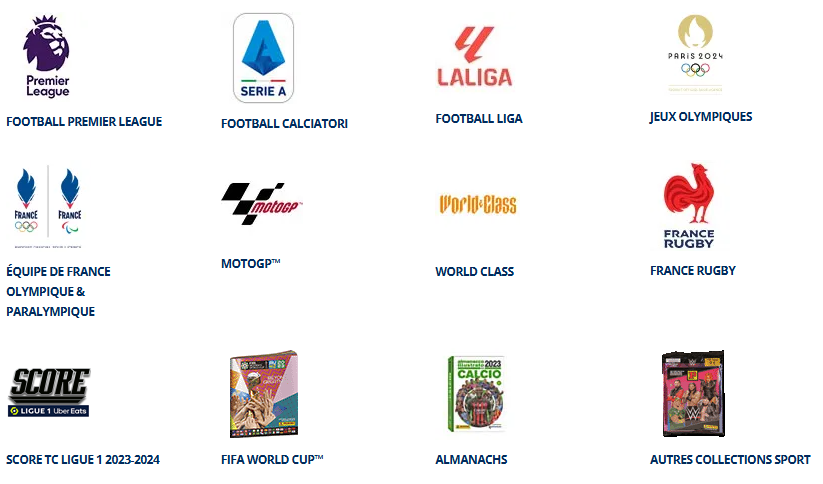 Premier
League
FOOTBALL PREMIER LEAGUE
SERIE A
FOOTBALL CALCIATORI
LALIGA
FOOTBALL LIGA
PARIS 2024
JEUX OLYMPIQUES
FRANCE
FRANCE
ÉQUIPE DE FRANCE
OLYMPIQUE &
PARALYMPIQUE
MOTOGP™
MOTOGP™
World Class
WORLD CLASS
FRANCE
RUGBY
FRANCE RUGBY
SCORE
LIGUE 1 Uber Eats
SCORE TC LIGUE 1 2023-2024
FIFA WORLD CUP™
almanacco
illustrato 2023
CALCIO
ALMANACHS
AUTRES COLLECTIONS SPORT